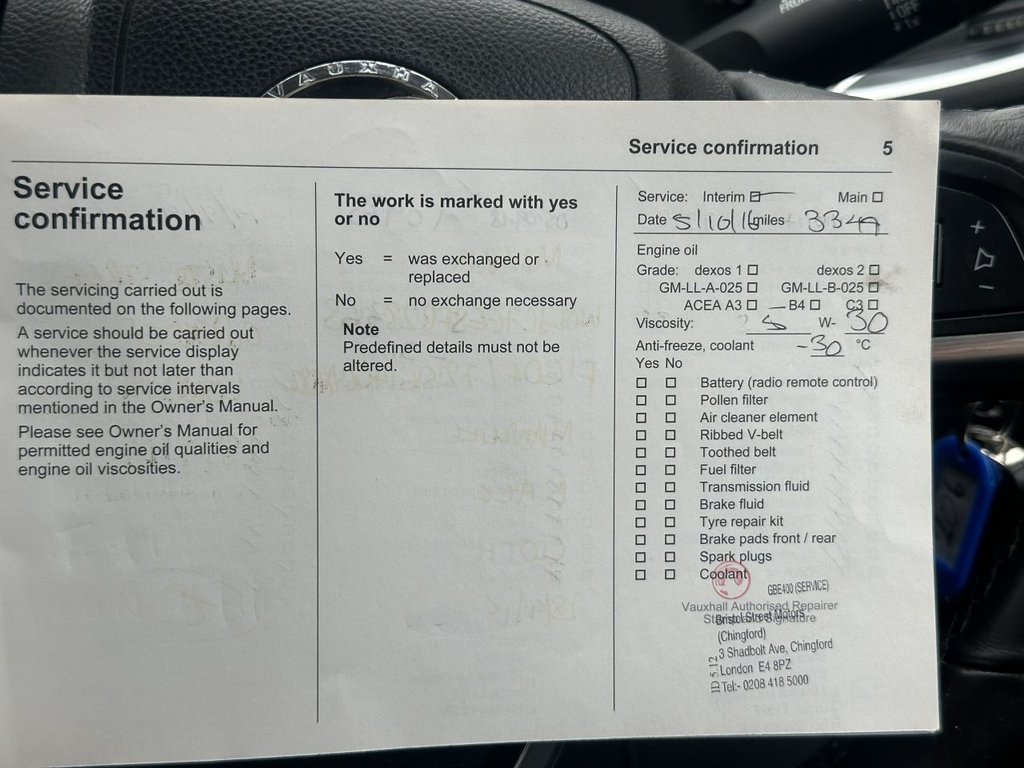 VAUXHA
Service confirmation 5
Service
confirmation
The servicing carried out is
documented on the following pages.
A service should be carried out
whenever the service display
indicates it but not later than
according to service intervals
mentioned in the Owner's Manual.
Please see Owner's Manual for
permitted engine oil qualities and
engine oil viscosities.
The work is marked with yes
or no
Yes = was exchanged or
replaced
No = no exchange necessary
Note
Predefined details must not be
altered.
Service: Interim ☑ Main ☐
Date 5/10/16 miles
Engine oil
Grade: dexos 1 ☐ dexos 2 ☐
GM-LL-A-025 ☐ GM-LL-B-025 ☐
ACEA A3 ☐ – B4 ☐ C3 ☐
Viscosity: 5 W- 30
Anti-freeze, coolant -30 °C
Yes No
☐ ☐ Battery (radio remote control)
☐ ☐ Pollen filter
☐ ☐ Air cleaner element
☐ ☐ Ribbed V-belt
☐ ☐ Toothed belt
☐ ☐ Fuel filter
☐ ☐ Transmission fluid
☐ ☐ Brake fluid
☐ ☐ Tyre repair kit
☐ ☐ Brake pads front / rear
☐ ☐ Spark plugs
☐ ☐ Coolant
GBE400 (SERVICE)
Vauxhall Authorised Repairer
Stamp and Signature
Bristol Street Motors
(Chingford)
3 Shadbolt Ave, Chingford
London E4 8PZ
Tel:- 0208 418 5000
ID 5.12